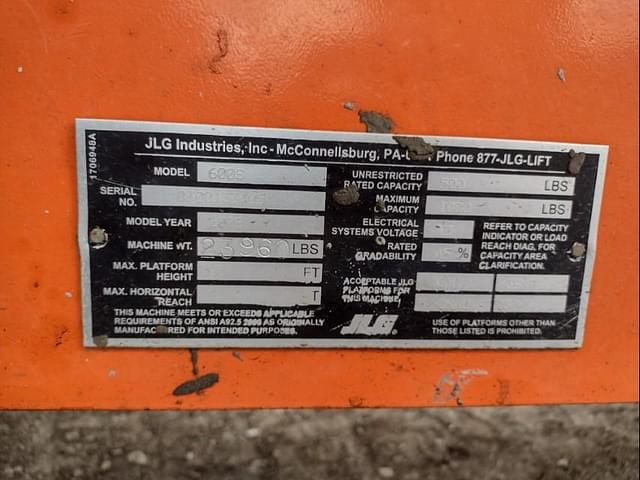 1706948A
JLG Industries, Inc - McConnellsburg, PA- Phone 877-JLG-LIFT
MODEL 600S
SERIAL NO.
MODEL YEAR
MACHINE WT. 23960 LBS
MAX. PLATFORM HEIGHT FT
MAX. HORIZONTAL REACH T
THIS MACHINE MEETS OR EXCEEDS APPLICABLE
REQUIREMENTS OF ANSI A92.5 2006 AS ORIGINALLY
MANUFACTURED FOR INTENDED PURPOSES.
UNRESTRICTED RATED CAPACITY LBS
MAXIMUM CAPACITY LBS
ELECTRICAL SYSTEMS VOLTAGE
RATED GRADABILITY %
REFER TO CAPACITY
INDICATOR OR LOAD
REACH DIAG. FOR
CAPACITY AREA
CLARIFICATION.
ACCEPTABLE JLG
PLATFORMS FOR
THIS MACHINE
JLG
USE OF PLATFORMS OTHER THAN
THOSE LISTED IS PROHIBITED.